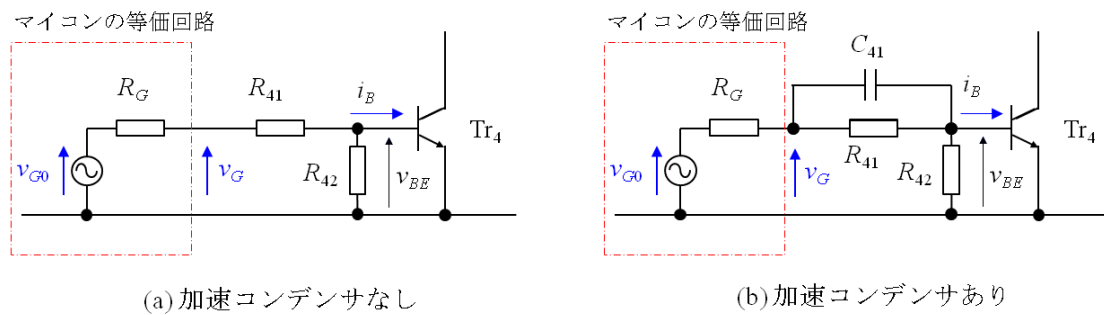 マイコンの等価回路
R_G
R_41
i_B
Tr_4
v_G0
v_G
R_42
v_BE
(a) 加速コンデンサなし
マイコンの等価回路
C_41
R_G
i_B
R_41
Tr_4
v_G0
v_G
R_42
v_BE
(b) 加速コンデンサあり